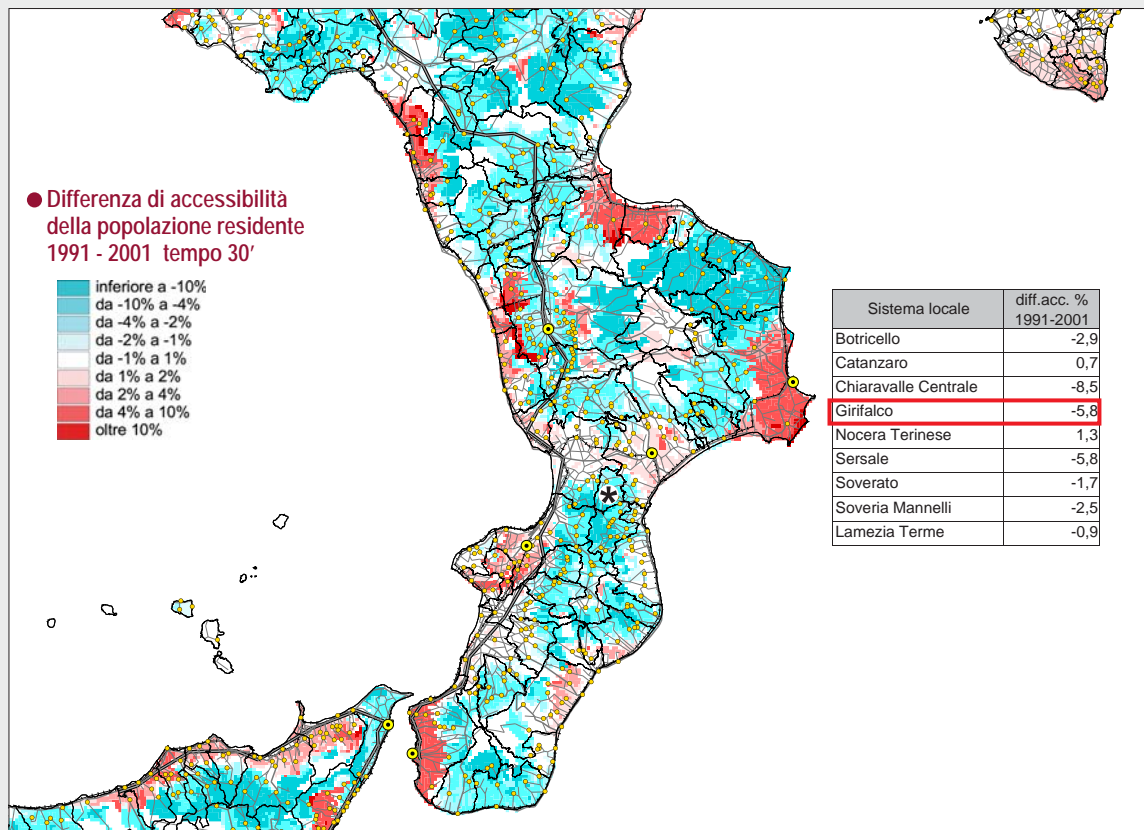 ● Differenza di accessibilità
della popolazione residente
1991 - 2001 tempo 30'
inferiore a -10%
da -10% a -4%
da -4% a -2%
da -2% a -1%
da -1% a 1%
da 1% a 2%
da 2% a 4%
da 4% a 10%
oltre 10%
Sistema locale diff.acc. %
1991-2001
Botricello -2,9
Catanzaro 0,7
Chiaravalle Centrale -8,5
Girifalco -5,8
Nocera Terinese 1,3
Sersale -5,8
Soverato -1,7
Soveria Mannelli -2,5
Lamezia Terme -0,9
*